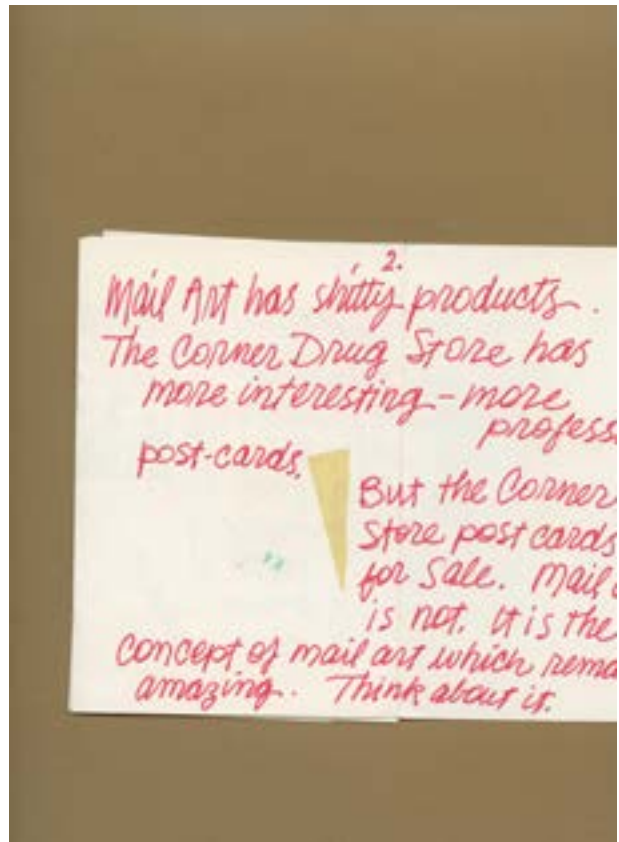 2.
Mail Art has shitty products.
The Corner Drug Store has
more interesting - more
profess
post-cards.
But the Corner
Store post cards
for sale. Mail
is not. It is the
concept of mail art which rema
amazing. Think about it.